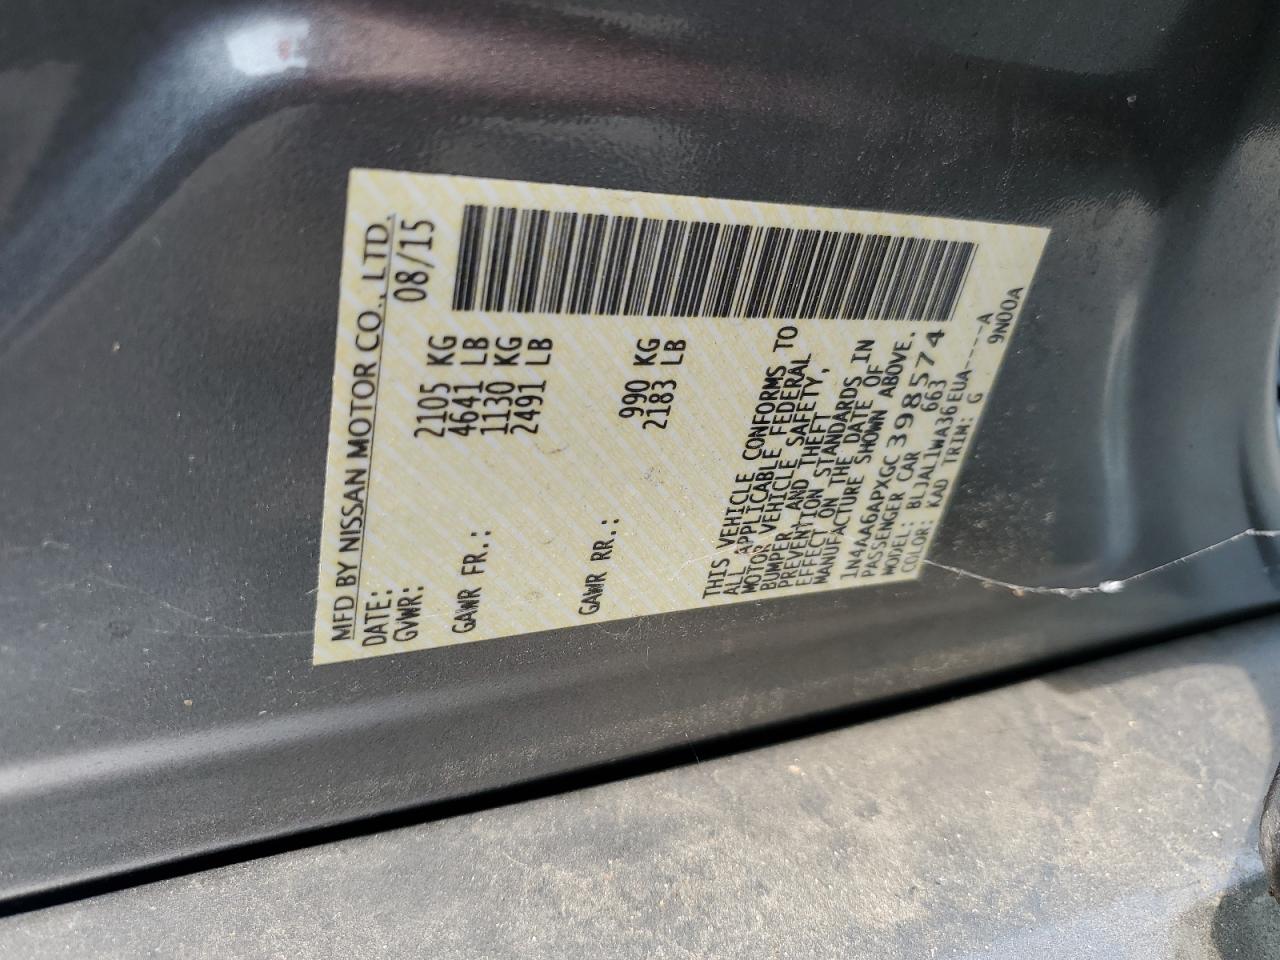 MFD BY NISSAN MOTOR CO., LTD.
DATE: 08/15
GVWR: 2105 KG
4641 LB
GAWR FR.: 1130 KG
2491 LB
GAWR RR.: 990 KG
2183 LB
THIS VEHICLE CONFORMS TO
ALL APPLICABLE FEDERAL
MOTOR VEHICLE SAFETY,
BUMPER, AND THEFT
PREVENTION STANDARDS IN
EFFECT ON THE DATE OF
MANUFACTURE SHOWN ABOVE.
1N4AA6APXGC398574
PASSENGER CAR 663
MODEL: BLJALlWA36EUA----A
COLOR: KAD TRIM: G 9N00A